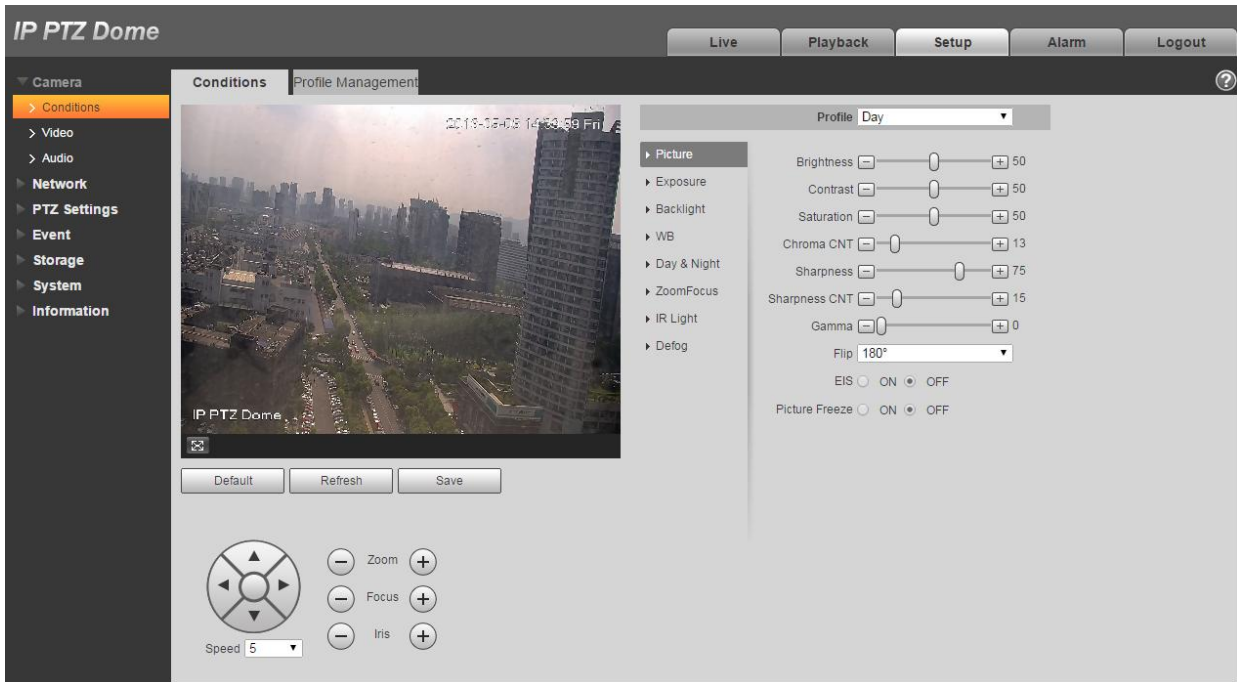 IP PTZ Dome
Live
Playback
Setup
Alarm
Logout
Camera
Conditions
Video
Audio
Network
PTZ Settings
Event
Storage
System
Information
Conditions
Profile Management
Fri
IP PTZ Dome
Default
Refresh
Save
Zoom
Focus
Iris
Speed 5
Profile Day
Picture
Exposure
Backlight
WB
Day & Night
ZoomFocus
IR Light
Defog
Brightness 50
Contrast 50
Saturation 50
Chroma CNT 13
Sharpness 75
Sharpness CNT 15
Gamma 0
Flip 180°
EIS ON OFF
Picture Freeze ON OFF
?